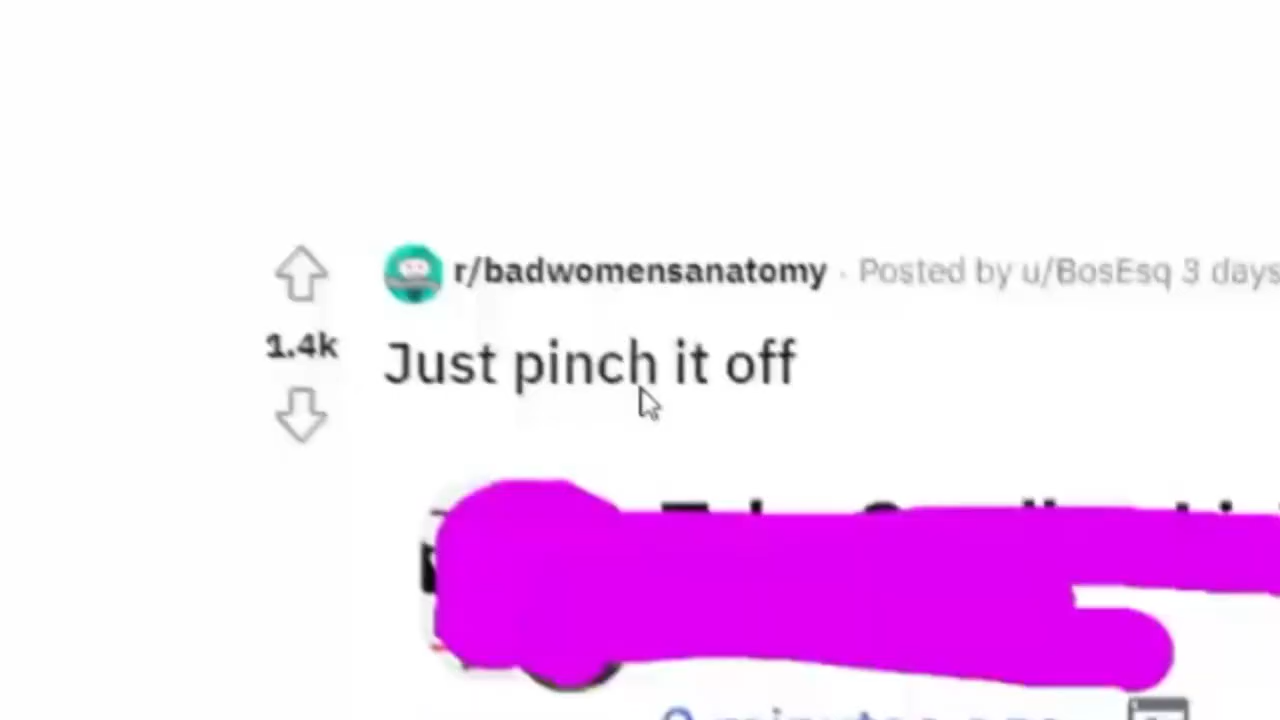 r/badwomensanatomy · Posted by u/BosEsq 3 days
1.4k
Just pinch it off